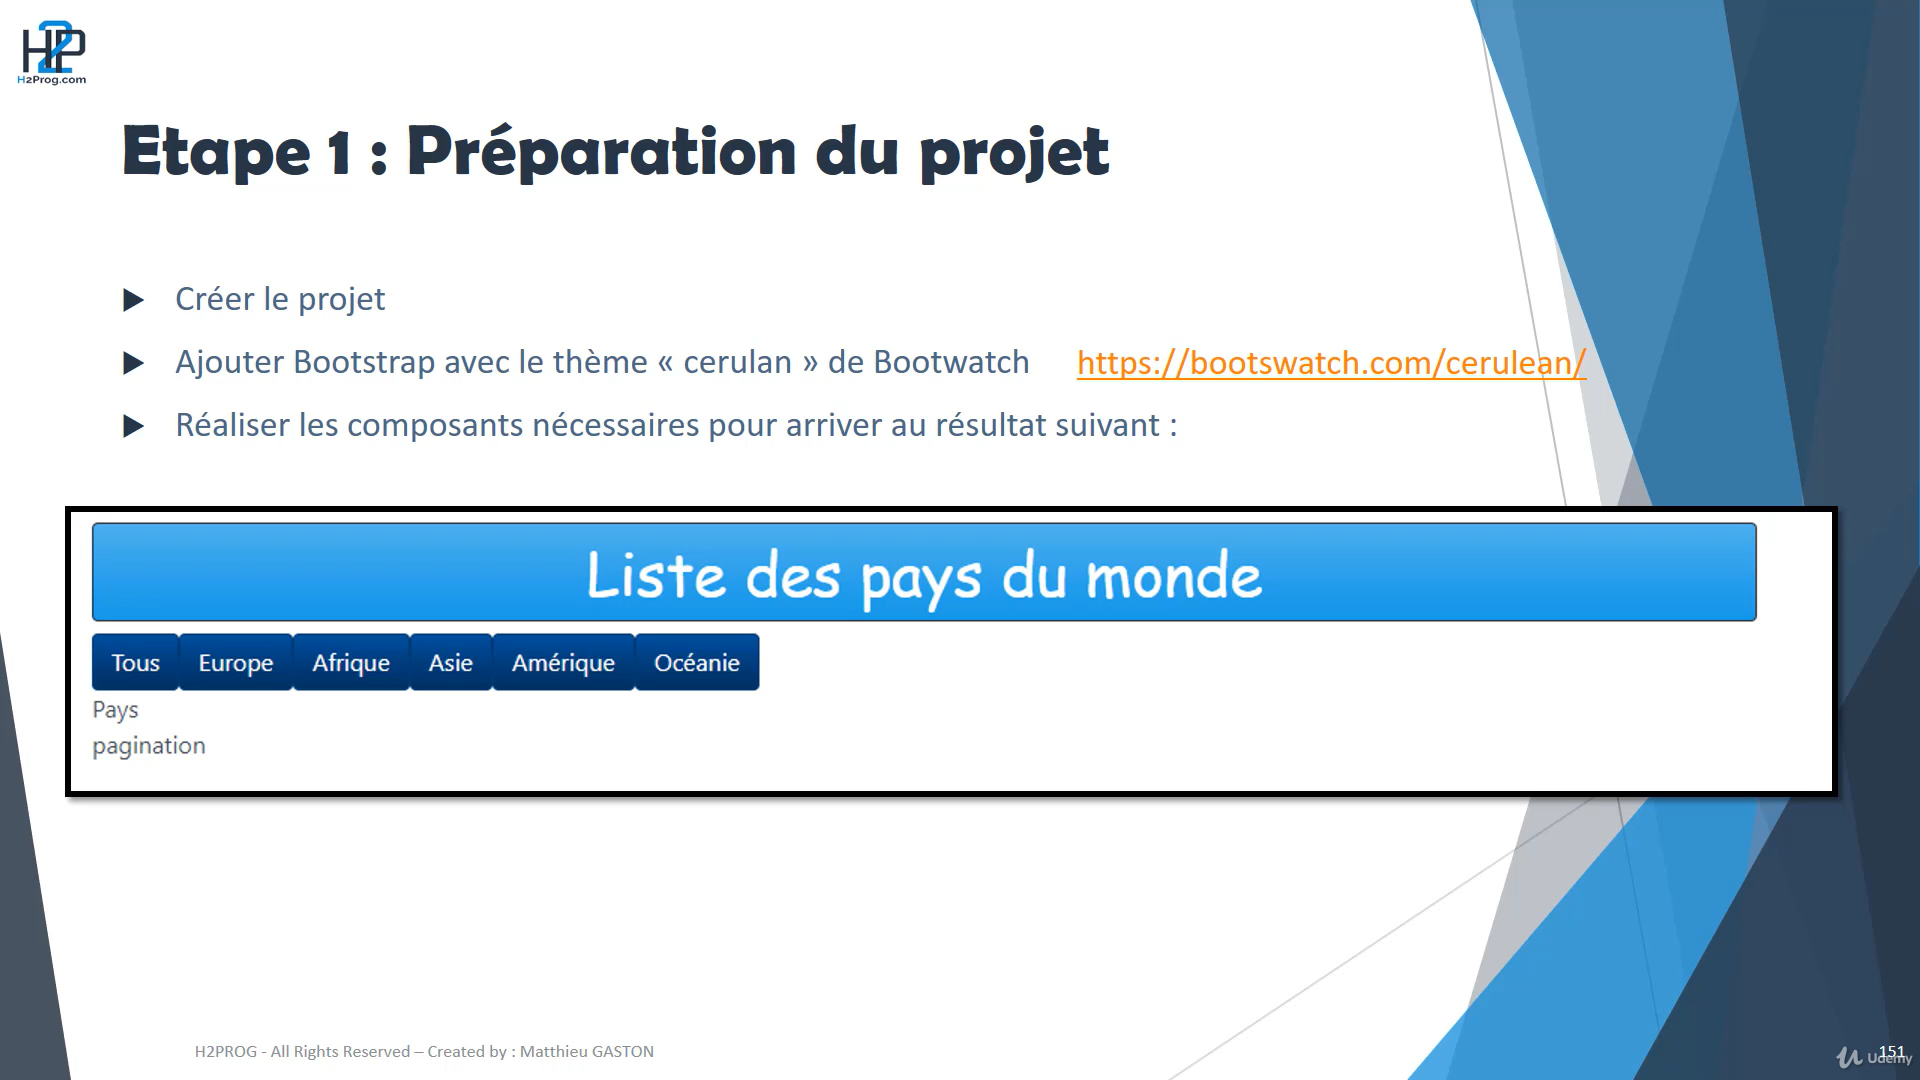 H2P
H2Prog.com
Etape 1 : Préparation du projet
Créer le projet
Ajouter Bootstrap avec le thème « cerulan » de Bootwatch https://bootswatch.com/cerulean/
Réaliser les composants nécessaires pour arriver au résultat suivant :
Liste des pays du monde
Tous Europe Afrique Asie Amérique Océanie
Pays
pagination
H2PROG - All Rights Reserved – Created by : Matthieu GASTON
151
Udemy